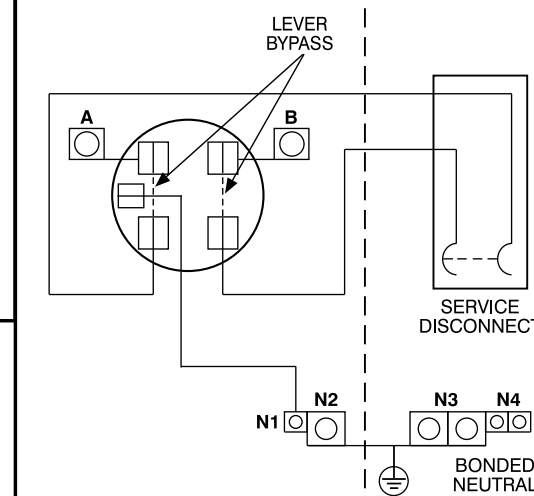 LEVER
BYPASS
A
B
SERVICE
DISCONNECT
N1
N2
N3
N4
BONDED
NEUTRAL